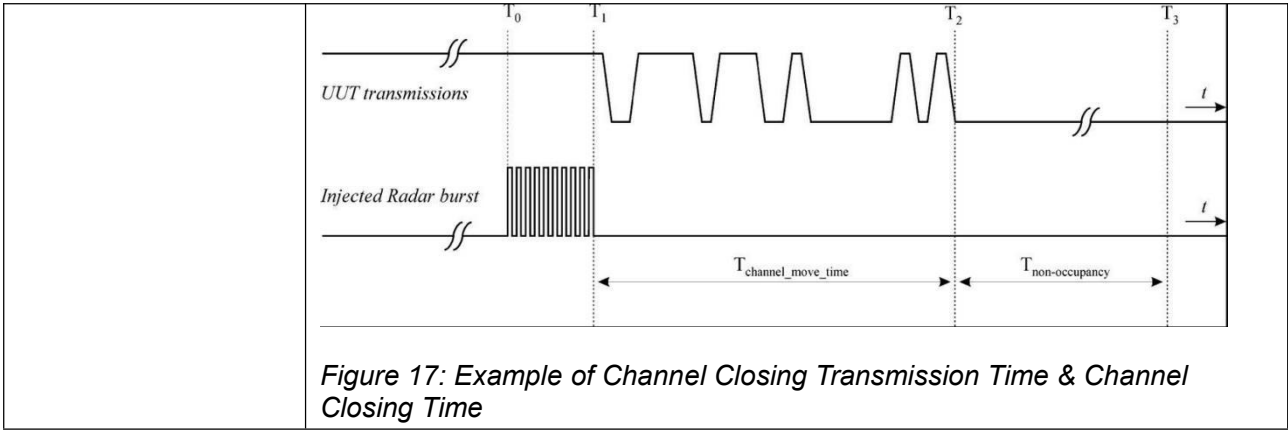 T0 T1 T2 T3
UUT transmissions
t
Injected Radar burst
t
Tchannel_move_time Tnon-occupancy
Figure 17: Example of Channel Closing Transmission Time & Channel
Closing Time